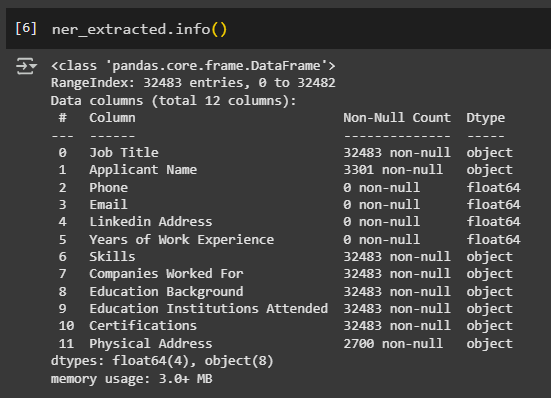 [6] ner_extracted.info()
<class 'pandas.core.frame.DataFrame'>
RangeIndex: 32483 entries, 0 to 32482
Data columns (total 12 columns):
 #   Column                          Non-Null Count  Dtype
---  ------                          --------------  -----
 0   Job Title                       32483 non-null  object
 1   Applicant Name                  3301 non-null   object
 2   Phone                           0 non-null      float64
 3   Email                           0 non-null      float64
 4   Linkedin Address                0 non-null      float64
 5   Years of Work Experience        0 non-null      float64
 6   Skills                          32483 non-null  object
 7   Companies Worked For            32483 non-null  object
 8   Education Background            32483 non-null  object
 9   Education Institutions Attended  32483 non-null  object
 10  Certifications                  32483 non-null  object
 11  Physical Address                2700 non-null   object
dtypes: float64(4), object(8)
memory usage: 3.0+ MB